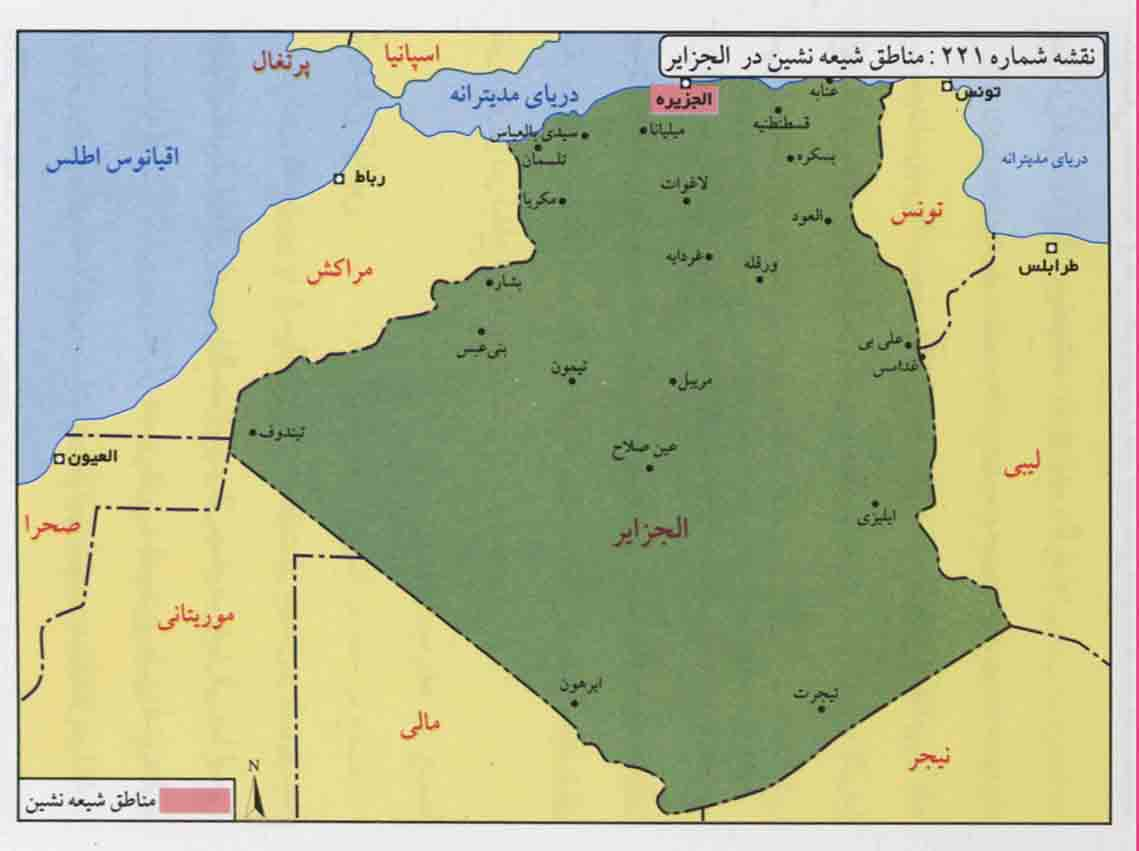 نقشه شماره ۲۲۱ : مناطق شیعه نشین در الجزایر
پرتغال
اسپانیا
دریای مدیترانه
اقیانوس اطلس
رباط
مراکش
الجزیره
عنابه
تونس
قسطنطنیه
میلیانا
سیدی بالعباس
تلسمان
بسکره
دریای مدیترانه
لاغوات
مکریا
العود
تونس
غردایه
ورقله
طرابلس
بشار
بنی عبس
علی بی
غدامس
تیمون
مریبل
تیندوف
عین صلاح
العیون
لیبی
ایلیزی
صحرا
الجزایر
موریتانی
ابرهون
تیجرت
مالی
نیجر
N
مناطق شیعه نشین